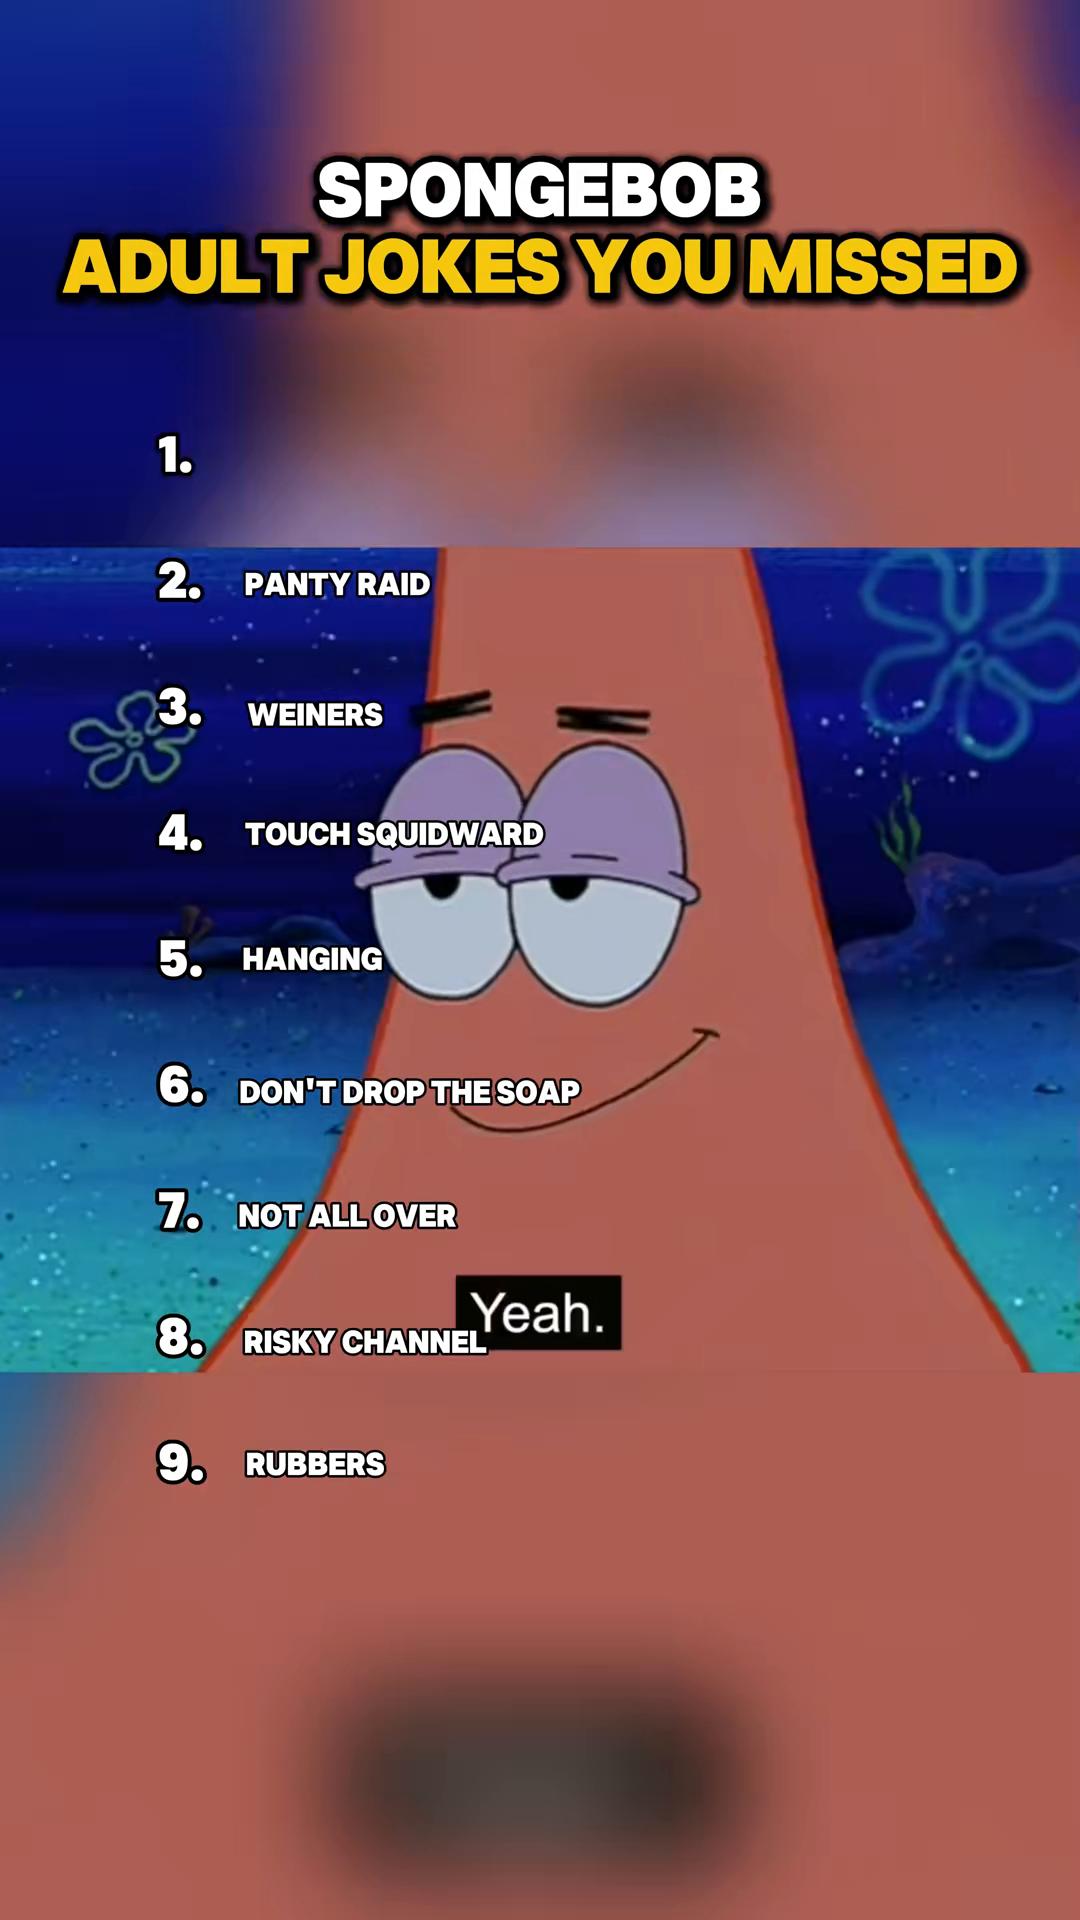 SPONGEBOB
ADULT JOKES YOU MISSED
1.
2. PANTY RAID
3. WEINERS
4. TOUCH SQUIDWARD
5. HANGING
6. DON'T DROP THE SOAP
7. NOT ALL OVER
Yeah.
8. RISKY CHANNEL
9. RUBBERS